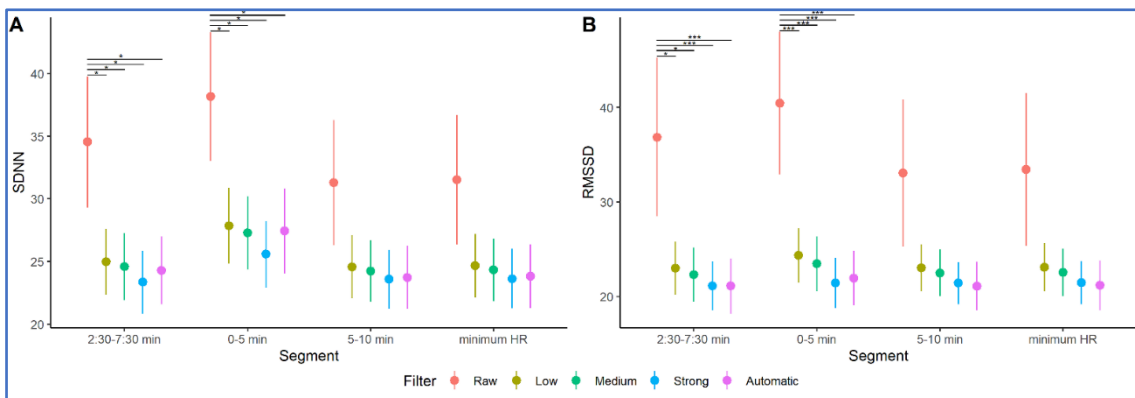 A
SDNN
40
35
30
25
20
* * * *
* * * *
2:30-7:30 min
0-5 min
5-10 min
minimum HR
Segment
B
RMSSD
40
30
20
*** *** * *
*** *** *** ***
2:30-7:30 min
0-5 min
5-10 min
minimum HR
Segment
Filter Raw Low Medium Strong Automatic